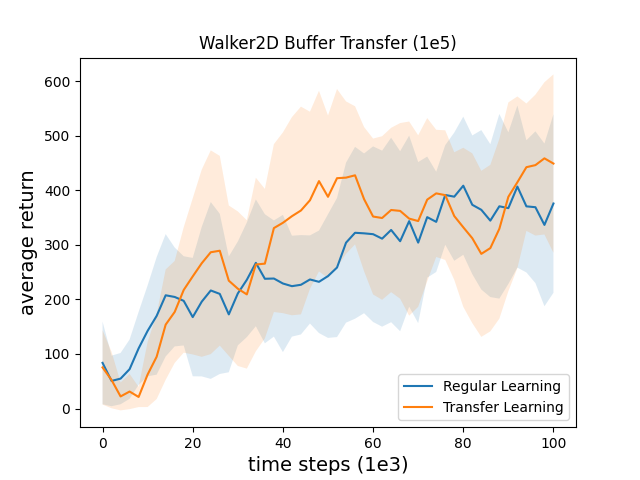 Walker2D Buffer Transfer (1e5)
600
500
400
300
200
100
0
average return
0 20 40 60 80 100
time steps (1e3)
Regular Learning
Transfer Learning